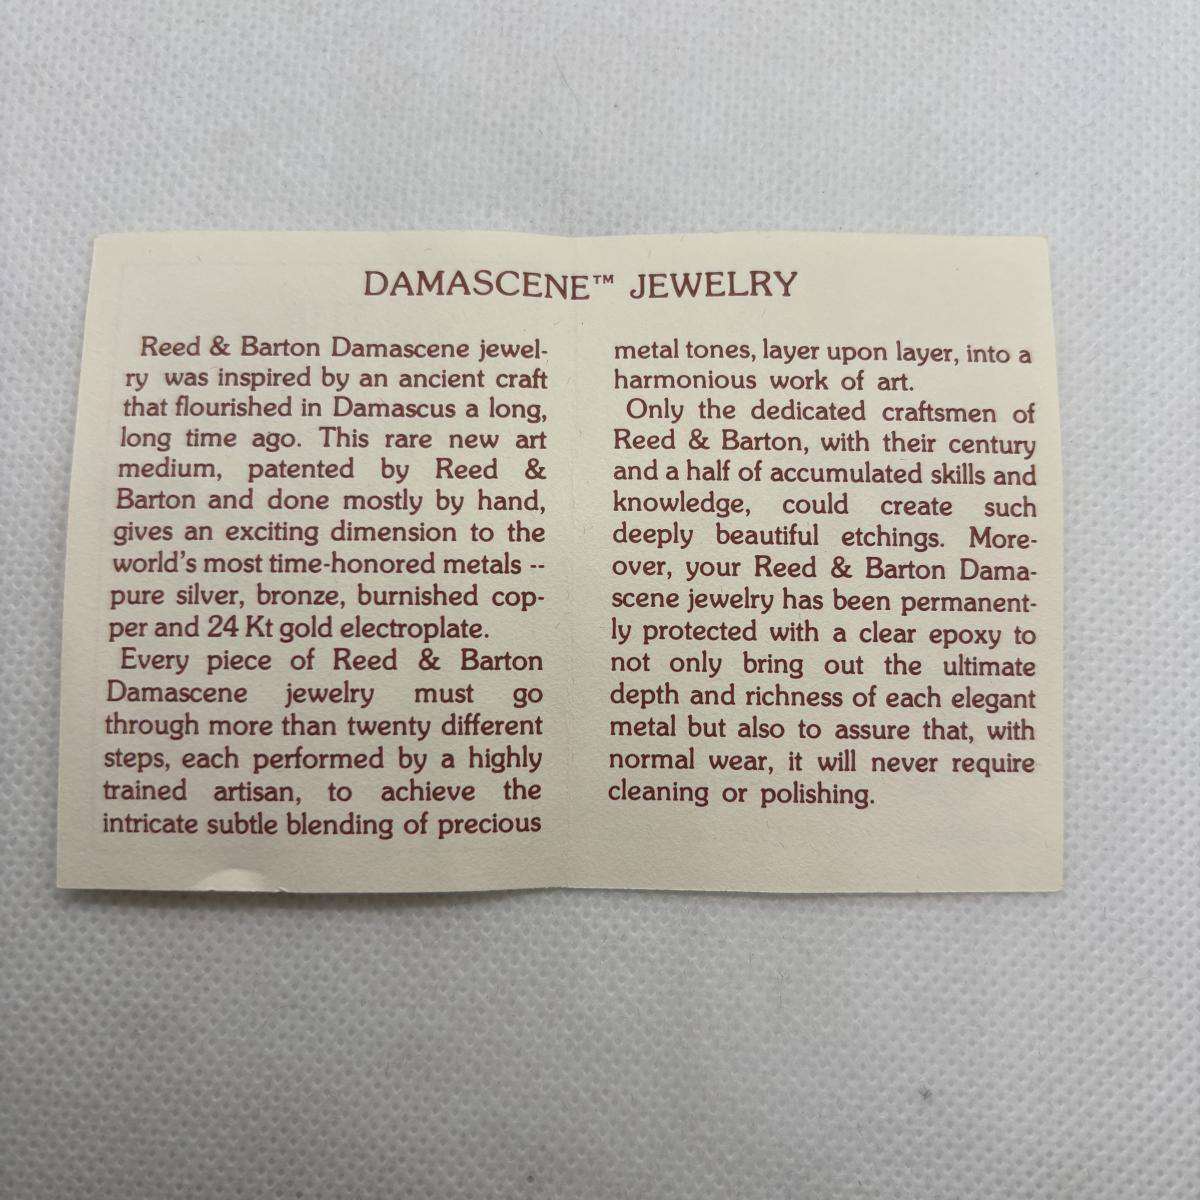 DAMASCENE™ JEWELRY
Reed & Barton Damascene jewel-
ry was inspired by an ancient craft
that flourished in Damascus a long,
long time ago. This rare new art
medium, patented by Reed &
Barton and done mostly by hand,
gives an exciting dimension to the
world's most time-honored metals --
pure silver, bronze, burnished cop-
per and 24 Kt gold electroplate.
Every piece of Reed & Barton
Damascene jewelry must go
through more than twenty different
steps, each performed by a highly
trained artisan, to achieve the
intricate subtle blending of precious
metal tones, layer upon layer, into a
harmonious work of art.
Only the dedicated craftsmen of
Reed & Barton, with their century
and a half of accumulated skills and
knowledge, could create such
deeply beautiful etchings. More-
over, your Reed & Barton Dama-
scene jewelry has been permanent-
ly protected with a clear epoxy to
not only bring out the ultimate
depth and richness of each elegant
metal but also to assure that, with
normal wear, it will never require
cleaning or polishing.